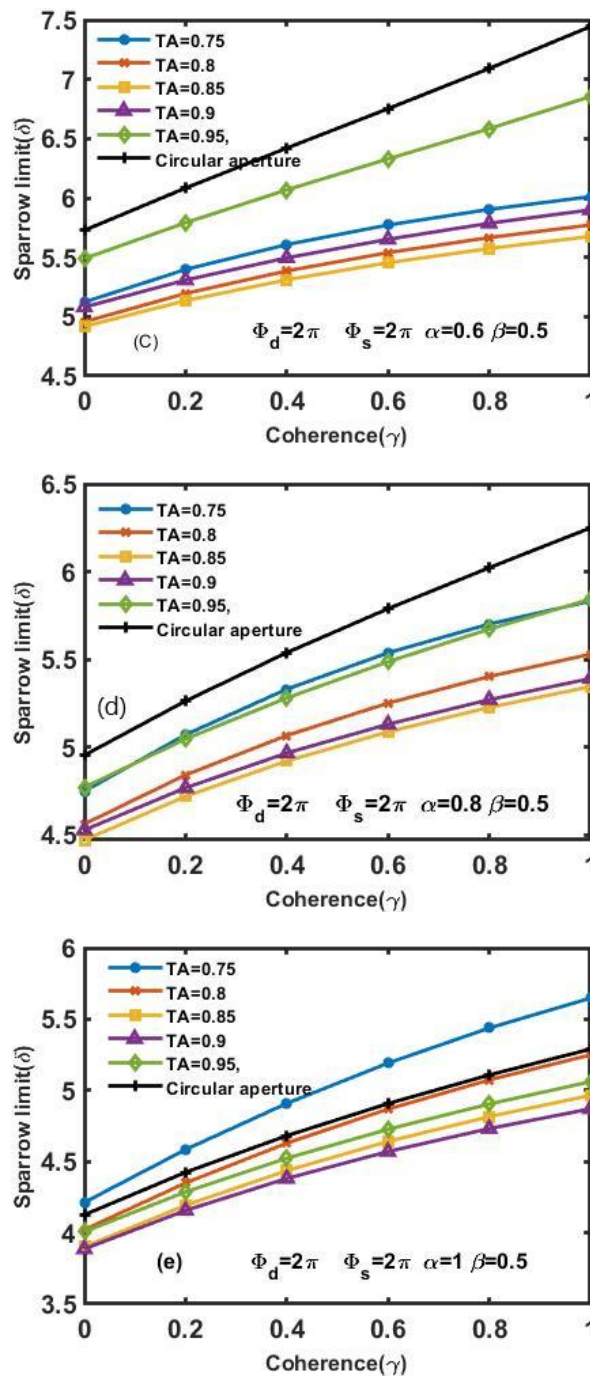 7.5
7
6.5
6
5.5
5
4.5
Sparrow limit(δ)
TA=0.75
TA=0.8
TA=0.85
TA=0.9
TA=0.95,
Circular aperture
(C)
Φd=2π Φs=2π α=0.6 β=0.5
0 0.2 0.4 0.6 0.8 1
Coherence(γ)
6.5
6
5.5
5
4.5
Sparrow limit(δ)
TA=0.75
TA=0.8
TA=0.85
TA=0.9
TA=0.95,
Circular aperture
(d)
Φd=2π Φs=2π α=0.8 β=0.5
0 0.2 0.4 0.6 0.8 1
Coherence(γ)
6
5.5
5
4.5
4
3.5
Sparrow limit(δ)
TA=0.75
TA=0.8
TA=0.85
TA=0.9
TA=0.95,
Circular aperture
(e) Φd=2π Φs=2π α=1 β=0.5
0 0.2 0.4 0.6 0.8 1
Coherence(γ)